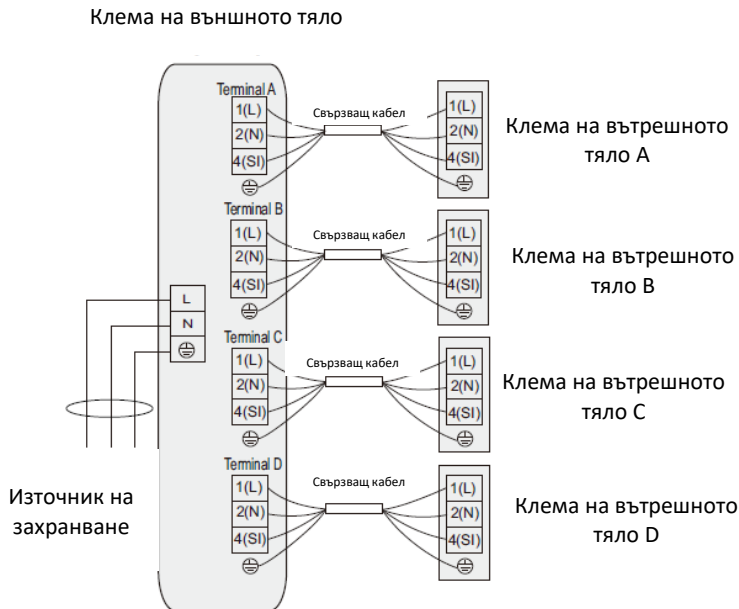 Клема на външното тяло
Terminal A
1(L)
2(N)
4(SI)
Свързващ кабел
1(L)
2(N)
4(SI)
Клема на вътрешното
тяло A
Terminal B
1(L)
2(N)
4(SI)
Свързващ кабел
1(L)
2(N)
4(SI)
Клема на вътрешното
тяло B
L
N
Terminal C
1(L)
2(N)
4(SI)
Свързващ кабел
1(L)
2(N)
4(SI)
Клема на вътрешното
тяло C
Terminal D
1(L)
2(N)
4(SI)
Свързващ кабел
1(L)
2(N)
4(SI)
Клема на вътрешното
тяло D
Източник на
захранване